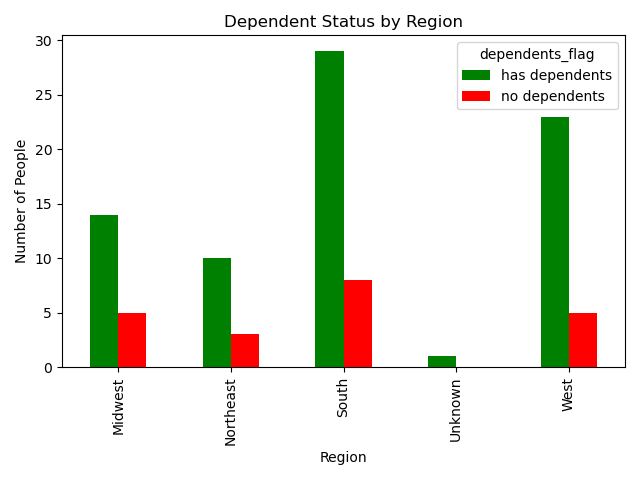 Dependent Status by Region
30
25
20
15
10
5
0
Number of People
dependents_flag
has dependents
no dependents
Midwest
Northeast
South
Unknown
West
Region